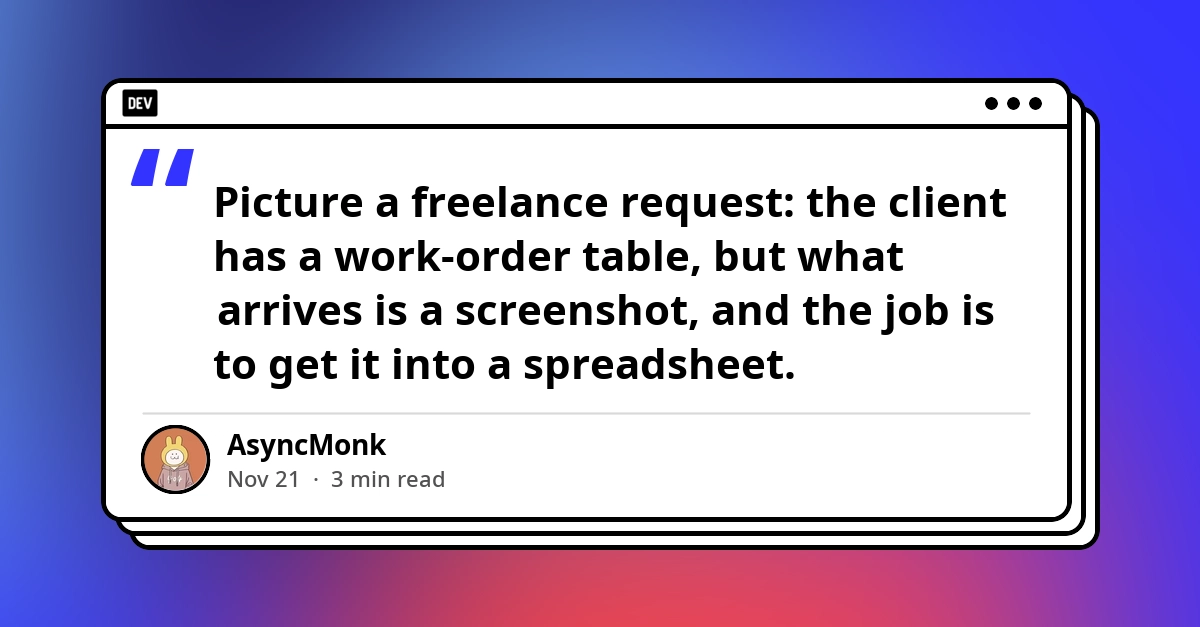 DEV
Picture a freelance request: the client
has a work-order table, but what
arrives is a screenshot, and the job is
to get it into a spreadsheet.
AsyncMonk
Nov 21 · 3 min read